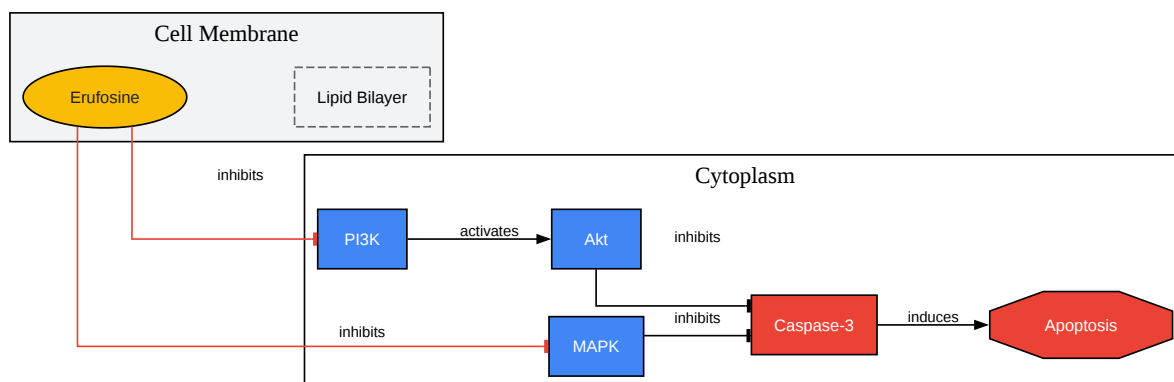 Cell Membrane
Erufosine
Lipid Bilayer
inhibits
Cytoplasm
PI3K
activates
Akt
inhibits
inhibits
MAPK
inhibits
Caspase-3
induces
Apoptosis